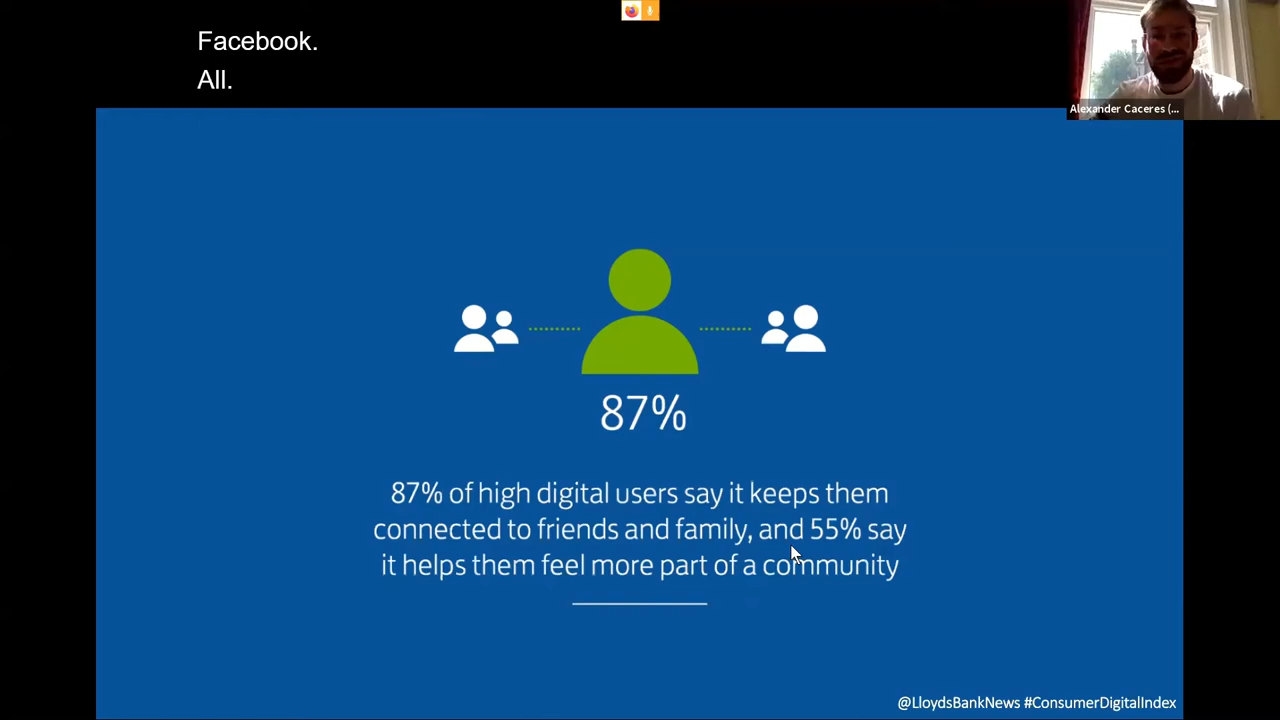 Facebook.
All.
Alexander Caceres (...
87%
87% of high digital users say it keeps them
connected to friends and family, and 55% say
it helps them feel more part of a community
@LloydsBankNews #ConsumerDigitalIndex